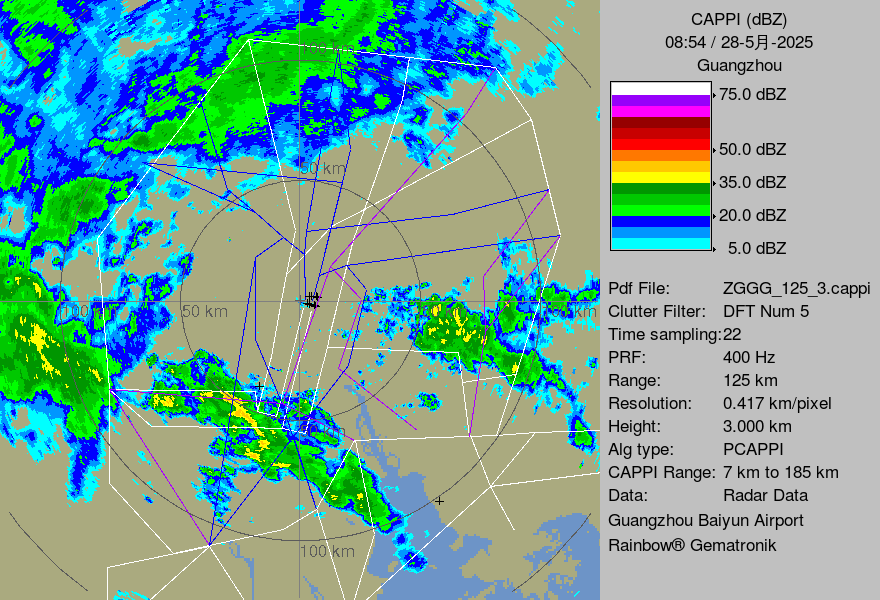 CAPPI (dBZ)
08:54 / 28-5月-2025
Guangzhou
75.0 dBZ
50.0 dBZ
35.0 dBZ
20.0 dBZ
5.0 dBZ
Pdf File: ZGGG_125_3.cappi
Clutter Filter: DFT Num 5
Time sampling:22
PRF: 400 Hz
Range: 125 km
Resolution: 0.417 km/pixel
Height: 3.000 km
Alg type: PCAPPI
CAPPI Range: 7 km to 185 km
Data: Radar Data
Guangzhou Baiyun Airport
Rainbow® Gematronik
100 km
50 km
100 km
50 km
km
km
100 km